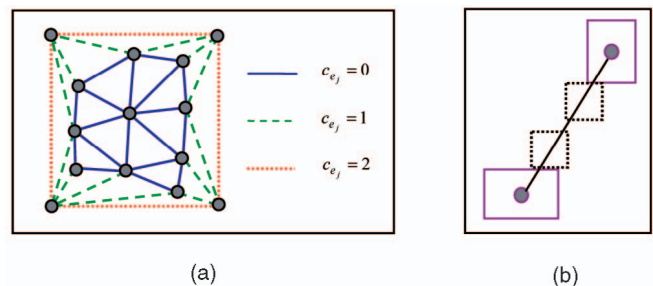 c_{e_j} = 0
c_{e_j} = 1
c_{e_j} = 2
(a)
(b)